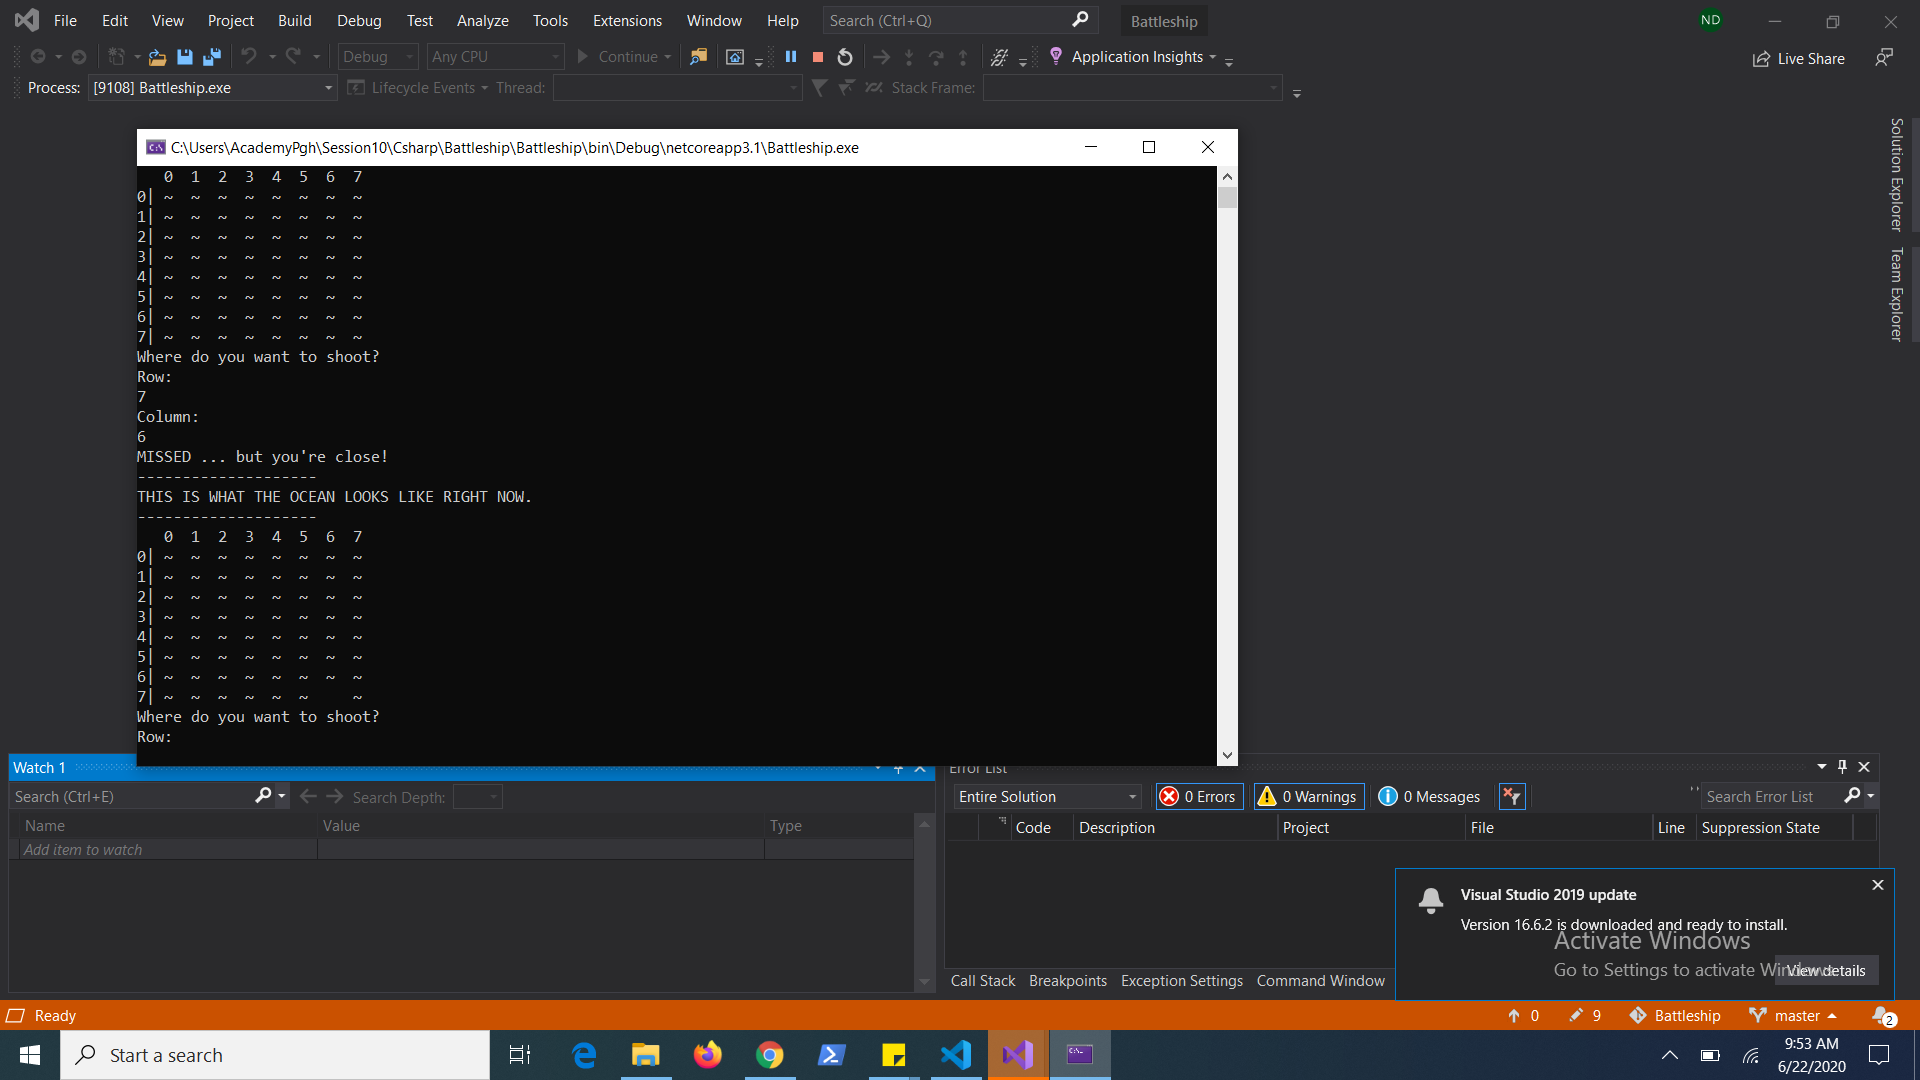 File Edit View Project Build Debug Test Analyze Tools Extensions Window Help Search (Ctrl+Q) Battleship ND
Debug Any CPU Continue Application Insights Live Share
Process: [9108] Battleship.exe Lifecycle Events Thread: Stack Frame:
C:\Users\AcademyPgh\Session10\Csharp\Battleship\Battleship\bin\Debug\netcoreapp3.1\Battleship.exe
0 1 2 3 4 5 6 7
0| ~ ~ ~ ~ ~ ~ ~ ~
1| ~ ~ ~ ~ ~ ~ ~ ~
2| ~ ~ ~ ~ ~ ~ ~ ~
3| ~ ~ ~ ~ ~ ~ ~ ~
4| ~ ~ ~ ~ ~ ~ ~ ~
5| ~ ~ ~ ~ ~ ~ ~ ~
6| ~ ~ ~ ~ ~ ~ ~ ~
7| ~ ~ ~ ~ ~ ~ ~ ~
Where do you want to shoot?
Row:
7
Column:
6
MISSED ... but you're close!
--------------------
THIS IS WHAT THE OCEAN LOOKS LIKE RIGHT NOW.
--------------------
0 1 2 3 4 5 6 7
0| ~ ~ ~ ~ ~ ~ ~ ~
1| ~ ~ ~ ~ ~ ~ ~ ~
2| ~ ~ ~ ~ ~ ~ ~ ~
3| ~ ~ ~ ~ ~ ~ ~ ~
4| ~ ~ ~ ~ ~ ~ ~ ~
5| ~ ~ ~ ~ ~ ~ ~ ~
6| ~ ~ ~ ~ ~ ~ ~ ~
7| ~ ~ ~ ~ ~ ~   ~
Where do you want to shoot?
Row:
Solution Explorer
Team Explorer
Watch 1
Search (Ctrl+E) Search Depth:
Name Value Type
Add item to watch
Error List
Entire Solution 0 Errors 0 Warnings 0 Messages Search Error List
Code Description Project File Line Suppression State
Visual Studio 2019 update
Version 16.6.2 is downloaded and ready to install.
Activate Windows
Go to Settings to activate Windows.
View details
Call Stack Breakpoints Exception Settings Command Window
Ready 0 9 Battleship master 2
Start a search
9:53 AM
6/22/2020